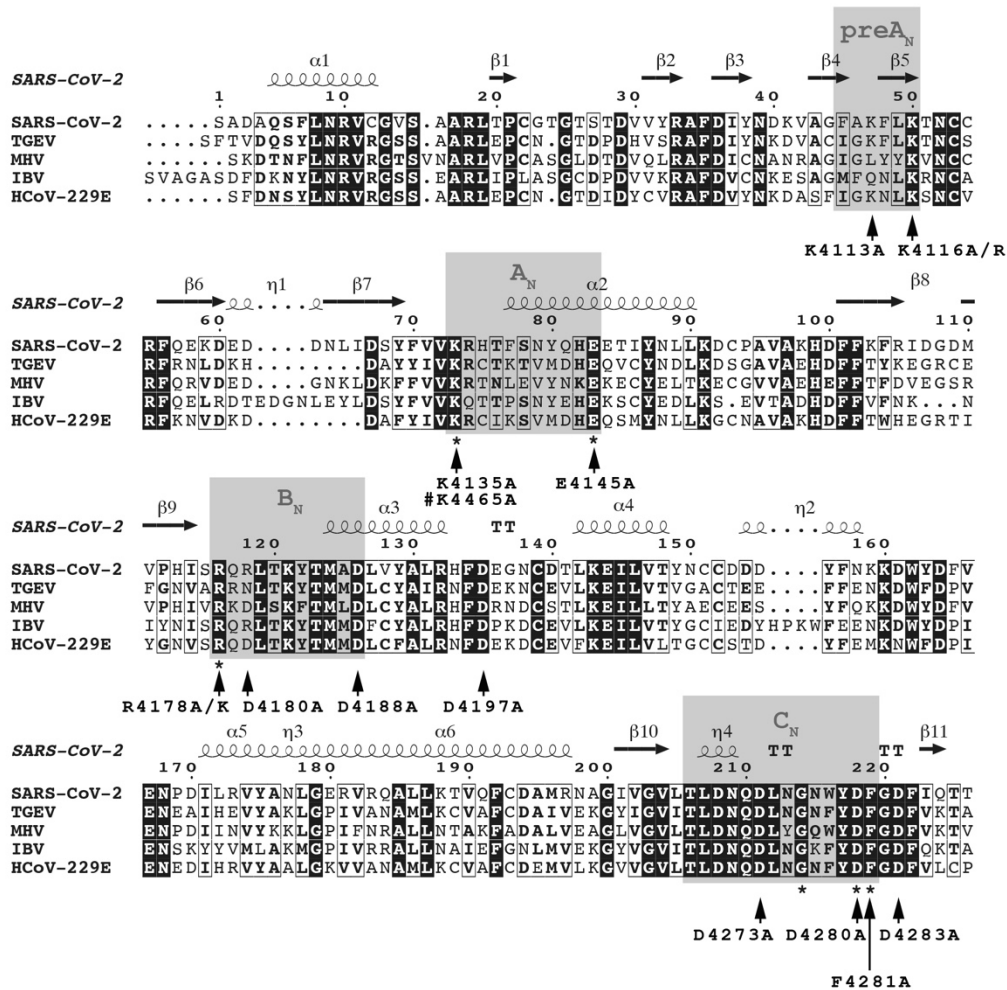 preA_N
SARS-CoV-2 α1 β1 β2 β3 β4 β5
1 10 20 30 40 50
SARS-CoV-2 .....SADAQSFLNRVCGVS.AARLTPCGTGTSTDVVYRAFDIYNDKVAGFAKFLKTNCC
TGEV .....SFTVDQSYLNRVRGSS.AARLEPCN.GTDPDHVSRAFDIYNKDVACIGKFLKTNCS
MHV ......SKDTNFLNRVRGTSVNARLVPCASGLDTDVQLRAFDICNANRAGIGLYYKVNCC
IBV SVAGASDFDKNYLNRVRGSS.EARLIPLASGCDPDVVKRAFDVCNKESAGMFQNLKRNCA
HCoV-229E ......SFDNSYLNRVRGSS.AARLEPCN.GTDIDYCVRAFDVYNKDASFIGKNLKSNCV
K4113A K4116A/R
A_N
SARS-CoV-2 β6 η1 β7 α2 β8
60 70 80 90 100 110
SARS-CoV-2 RFQEKDED....DNLIDSYFVVKRHTFSNYQHEETIYNLLKDCPAVAKHDFFKFRIDGDM
TGEV RFRNLDKH........DAYYIVKRCTKTVMDHEQVCYNDLKDSGAVAEHDFFTYKEGRCE
MHV RFQRVDED....GNKLDKFFVVKRTNLEVYNKEKECYELTKECGVVAEHEFFTFDVEGSR
IBV RFQELRDTEDGNLEYLDSYFVVKQTTPSNYEHEKSCYEDLKS.EVTADHDFFVFNK...N
HCoV-229E RFKNVDKD........DAFYIVKRCIKSVMDHEQSMYNLLKGCNAVAKHDFFTWHEGRTI
* *
K4135A E4145A
#K4465A
B_N
SARS-CoV-2 β9 α3 TT α4 η2
120 130 140 150 160
SARS-CoV-2 VPHISRQRLTKYTMADLVYALRHFDEGNCDTLKEILVTYNCCDDD....YFNKKDWYDFV
TGEV FGNVARRNLTKYTMMDLCYAIRNFDEKNCEVLKEILVTVGACTEE....FFENKDWFDPV
MHV VPHIVRKDLSKFTMLDLCYALRHFDRNDCSTLKEILLTYAECEES....YFQKKDWYDFV
IBV IYNISRQRLTKYTMMDFCYALRHFDPKDCEVLKEILVTYGCIEDYHPKWFEENKDWYDPI
HCoV-229E YGNVSRQDLTKYTMMDLCFALRNFDEKDCEVFKEILVLTGCCSTD....YFEMKNWFDPI
*
R4178A/K D4180A D4188A D4197A
C_N
SARS-CoV-2 α5 η3 α6 β10 η4 TT TT β11
170 180 190 200 210 220
SARS-CoV-2 ENPDILRVYANLGERVRQALLKTVQFCDAMRNAGIVGVLTLDNQDLNGNWYDFGDFIQTT
TGEV ENEAIHEVYAKLGPIVANAMLKCVAFCDAIVEKGYIGVITLDNQDLNGNFYDFGDFVKTA
MHV ENPDIINVYKKLGPIFNRALLNTAKFADALVEAGLVGVLTLDNQDLYGQWYDFGDFVKTV
IBV ENSKYYVMLAKMGPIVRRALLNAIEFGNLMVEKGYVGVITLDNQDLNGKFYDFGDFQKTA
HCoV-229E ENPDIHRVYAALGKVVANAMLKCVAFCDEMVLKGVVGVLTLDNQDLNGNFYDFGDFVLCP
* * *
D4273A D4280A D4283A
F4281A